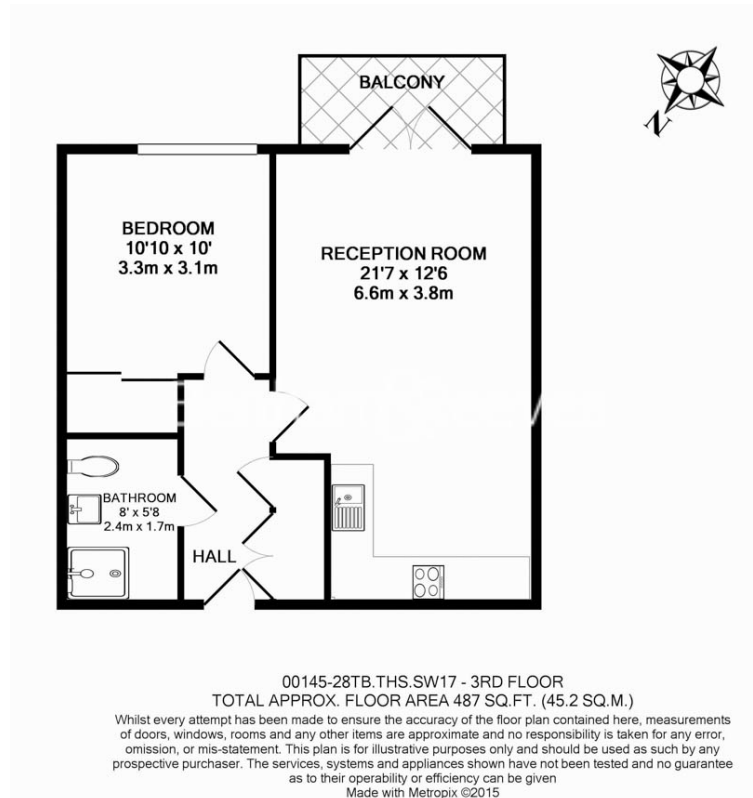 BALCONY
N
BEDROOM
10'10 x 10'
3.3m x 3.1m
RECEPTION ROOM
21'7 x 12'6
6.6m x 3.8m
BATHROOM
8' x 5'8
2.4m x 1.7m
HALL
00145-28TB.THS.SW17 - 3RD FLOOR
TOTAL APPROX. FLOOR AREA 487 SQ.FT. (45.2 SQ.M.)
Whilst every attempt has been made to ensure the accuracy of the floor plan contained here, measurements
of doors, windows, rooms and any other items are approximate and no responsibility is taken for any error,
omission, or mis-statement. This plan is for illustrative purposes only and should be used as such by any
prospective purchaser. The services, systems and appliances shown have not been tested and no guarantee
as to their operability or efficiency can be given
Made with Metropix ©2015